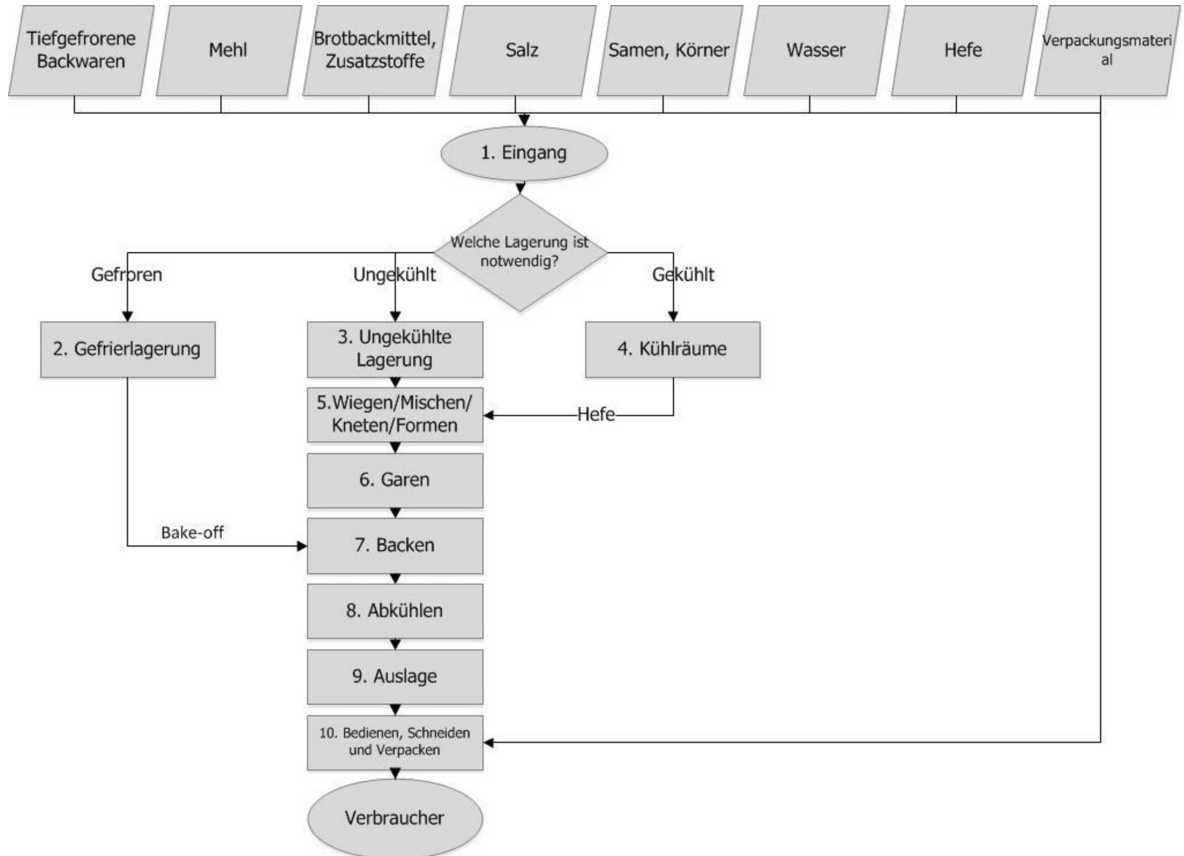 Tiefgefrorene
Backwaren
Mehl
Brotbackmittel,
Zusatzstoffe
Salz
Samen, Körner
Wasser
Hefe
Verpackungsmateri
al
1. Eingang
Welche Lagerung ist
notwendig?
Gefroren
Ungekühlt
Gekühlt
2. Gefrierlagerung
3. Ungekühlte
Lagerung
4. Kühlräume
5.Wiegen/Mischen/
Kneten/Formen
Hefe
6. Garen
Bake-off
7. Backen
8. Abkühlen
9. Auslage
10. Bedienen, Schneiden
und Verpacken
Verbraucher